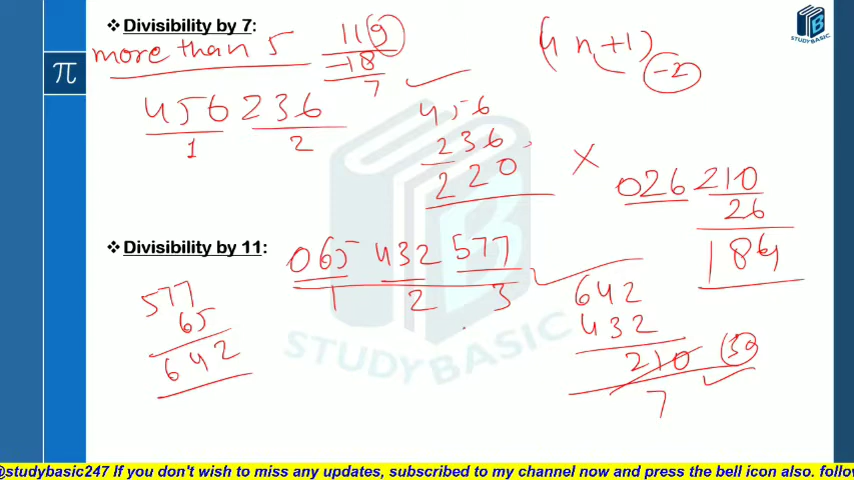 ❖ Divisibility by 7:
more than 5
119
-18
7
(4n+1)
-2
π
STUDYBASIC
456 236
1 2
456
236
220
×
026 210
26
184
❖ Divisibility by 11:
065 432 577
1 2 3
577
65
642
642
432
210
30
7
STUDYBASIC
@studybasic247 If you don't wish to miss any updates, subscribed to my channel now and press the bell icon also. follow